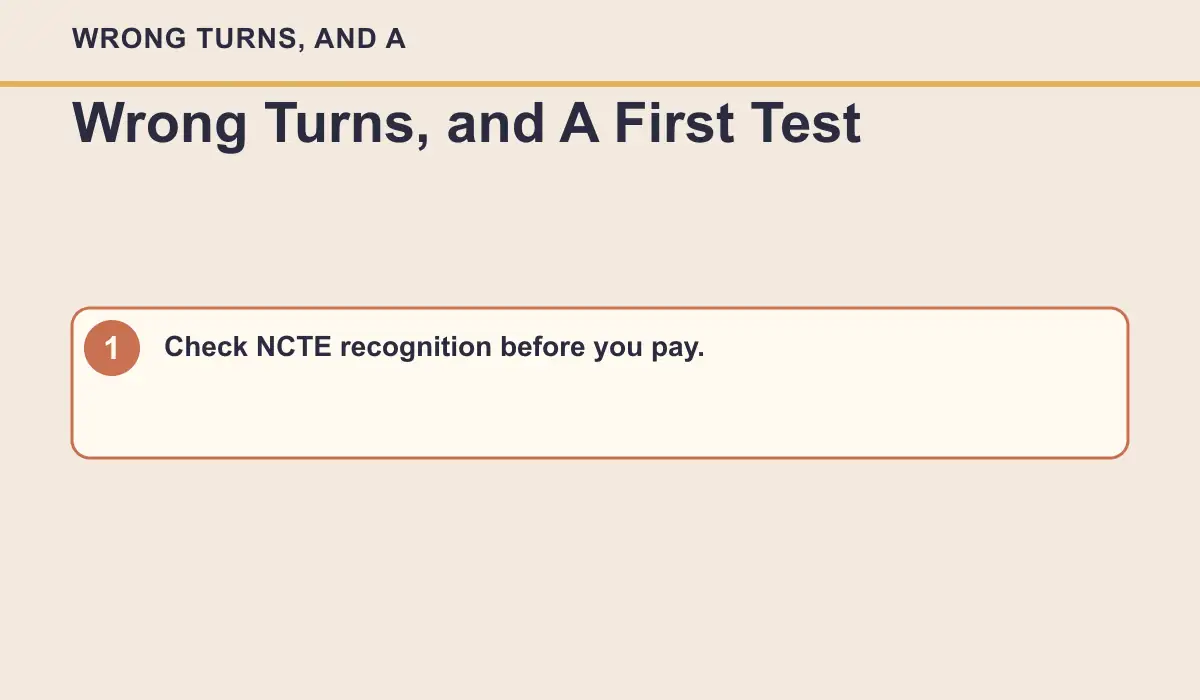 WRONG TURNS, AND A
Wrong Turns, and A First Test
1
Check NCTE recognition before you pay.